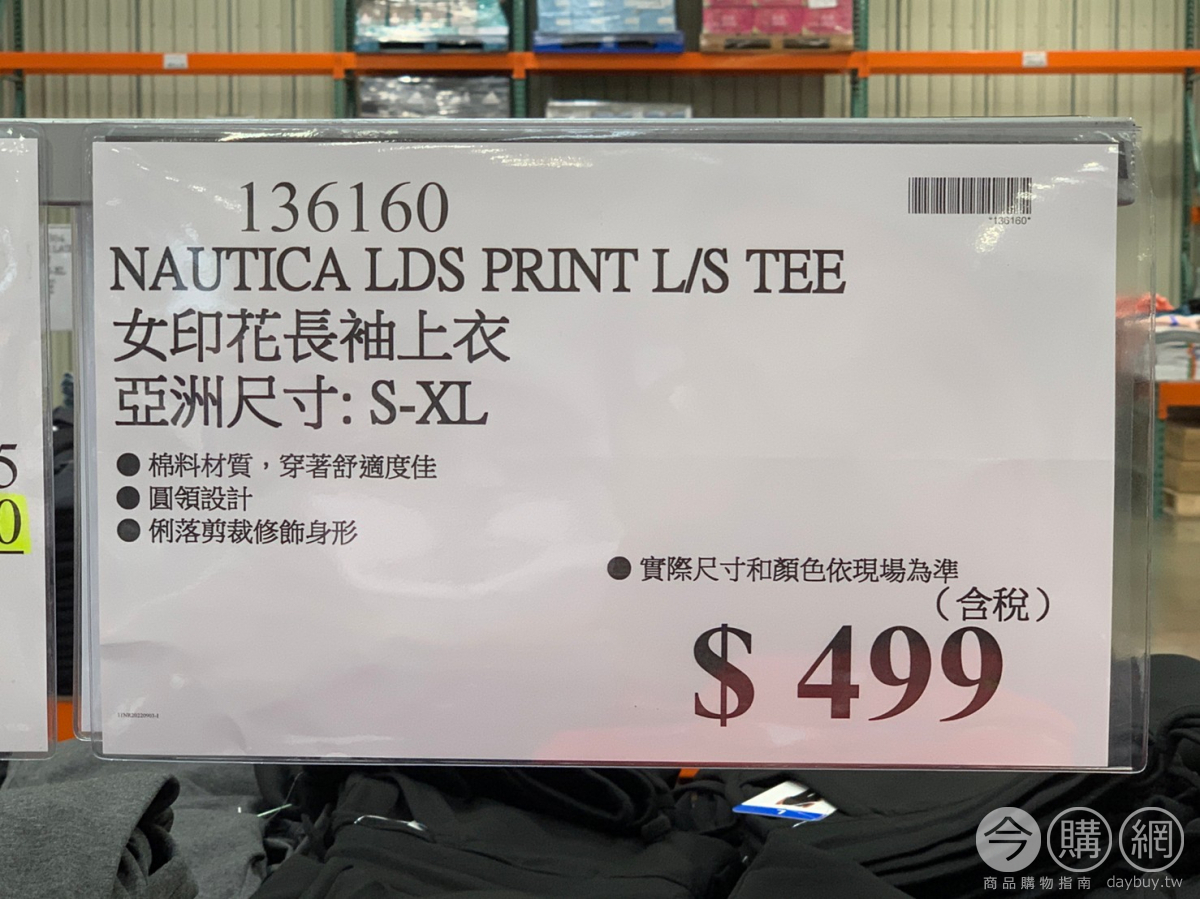 136160
*136160*
NAUTICA LDS PRINT L/S TEE
女印花長袖上衣
亞洲尺寸: S-XL
● 棉料材質，穿著舒適度佳
● 圓領設計
● 俐落剪裁修飾身形
● 實際尺寸和顏色依現場為準
（含稅）
$ 499
5
0
今購網
商品購物指南 daybuy.tw